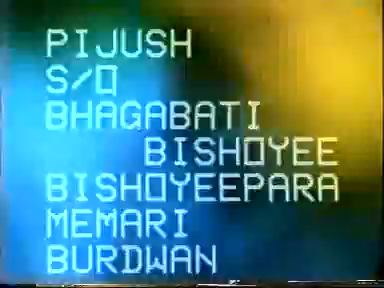 PIJUSH
S/O
BHAGABATI
BISHOYEE
BISHOYEEPARA
MEMARI
BURDWAN